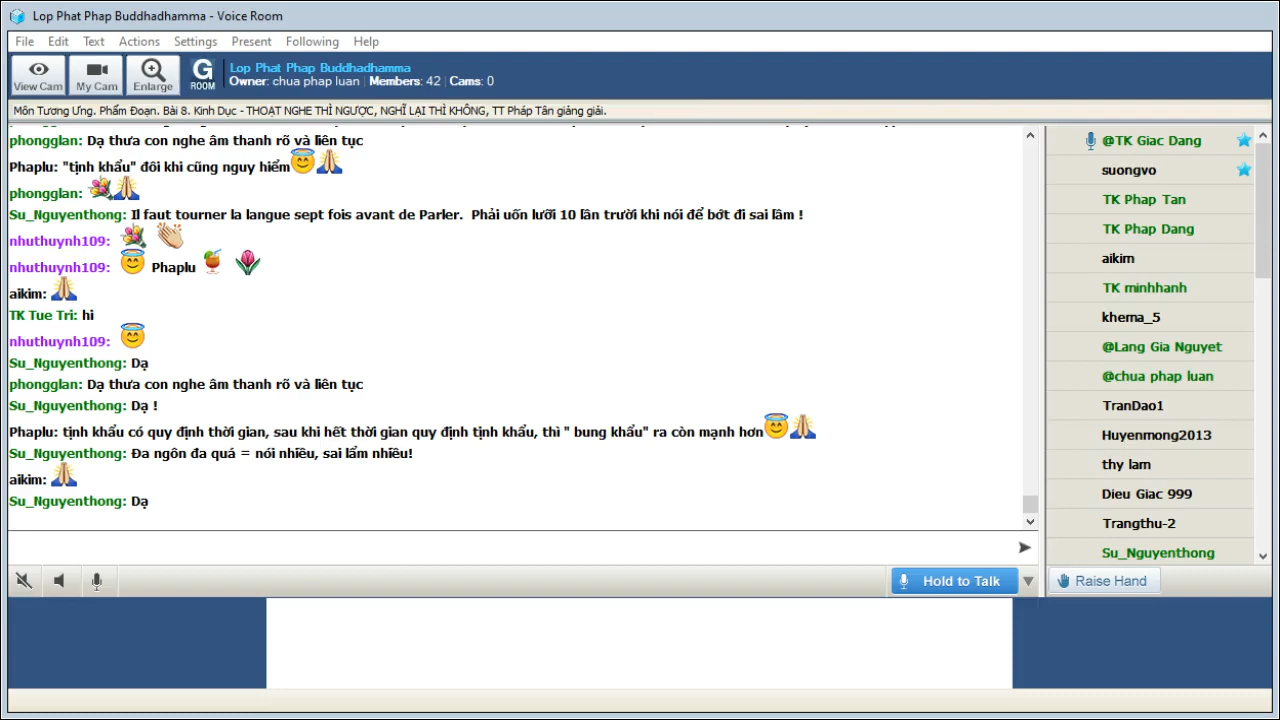 Lop Phat Phap Buddhadhamma - Voice Room
File Edit Text Actions Settings Present Following Help
View Cam My Cam Enlarge G ROOM
Lop Phat Phap Buddhadhamma
Owner: chua phap luan | Members: 42 | Cams: 0
Môn Tương Ưng. Phẩm Đoạn. Bài 8. Kinh Dục - THOẠT NGHE THÌ NGƯỢC, NGHĨ LẠI THÌ KHÔNG, TT Pháp Tân giảng giải.
phongglan: Dạ thưa con nghe âm thanh rõ và liên tục
Phaplu: "tịnh khẩu" đôi khi cũng nguy hiểm
phongglan:
Su_Nguyenthong: Il faut tourner la langue sept fois avant de Parler. Phải uốn lưỡi 10 lân trười khi nói để bớt đi sai lâm !
nhuthuynh109:
nhuthuynh109: Phaplu
aikim:
TK Tue Tri: hi
nhuthuynh109:
Su_Nguyenthong: Dạ
phongglan: Dạ thưa con nghe âm thanh rõ và liên tục
Su_Nguyenthong: Dạ !
Phaplu: tịnh khẩu có quy định thời gian, sau khi hết thời gian quy định tịnh khẩu, thì " bung khẩu" ra còn mạnh hơn
Su_Nguyenthong: Đa ngôn đa quá = nói nhiêu, sai lẩm nhiêu!
aikim:
Su_Nguyenthong: Dạ
@TK Giac Dang
suongvo
TK Phap Tan
TK Phap Dang
aikim
TK minhhanh
khema_5
@Lang Gia Nguyet
@chua phap luan
TranDao1
Huyenmong2013
thy lam
Dieu Giac 999
Trangthu-2
Su_Nguyenthong
Hold to Talk
Raise Hand